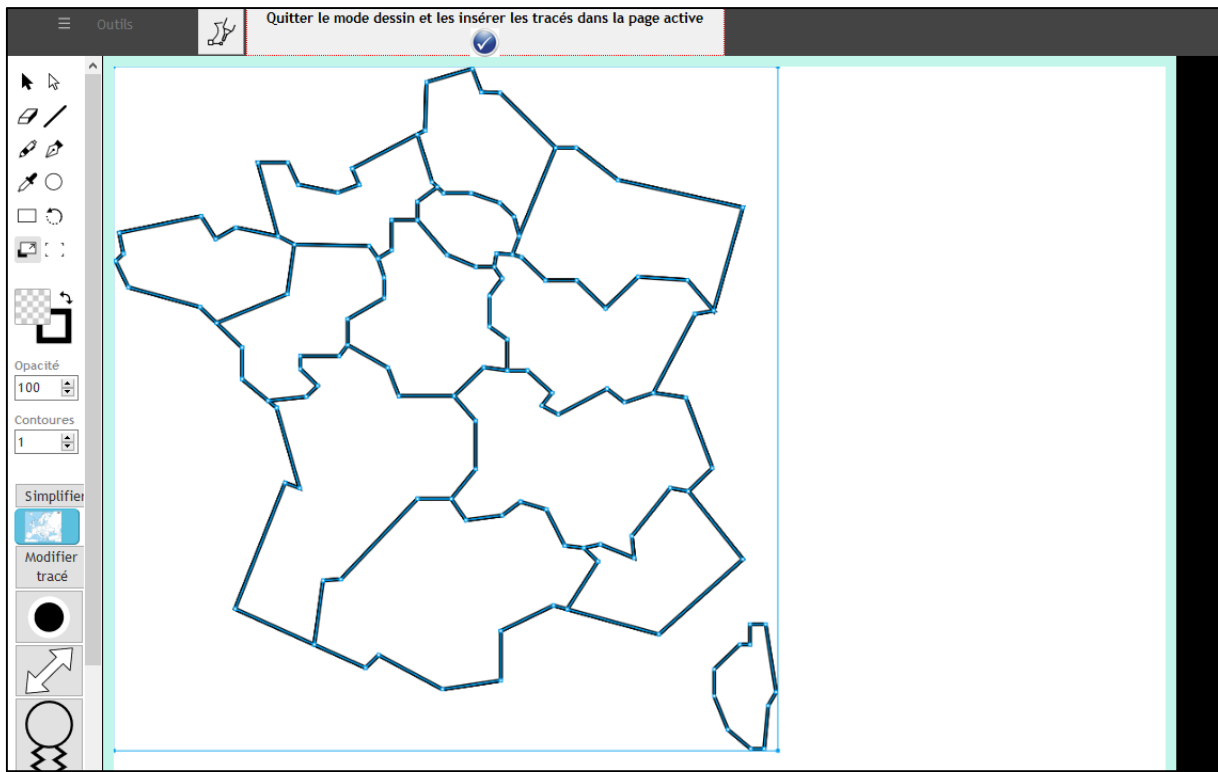 Outils
Quitter le mode dessin et les insérer les tracés dans la page active
Opacité
100
Contoures
1
Simplifier
Modifier
tracé